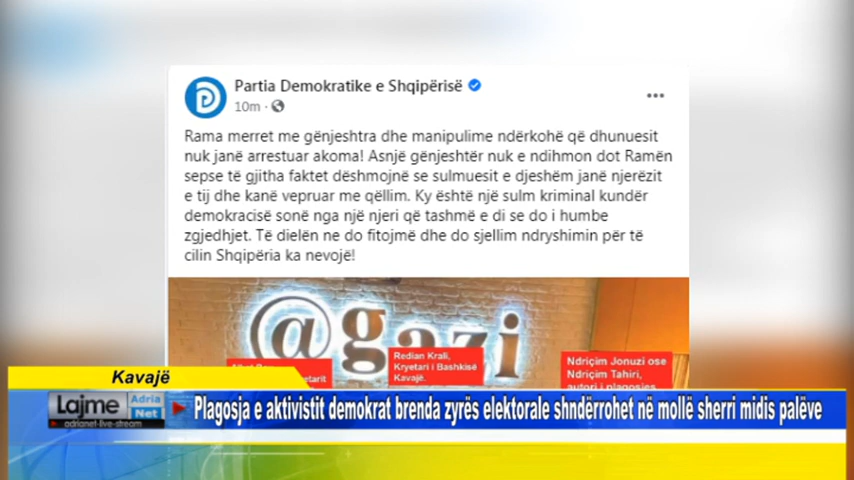 Partia Demokratike e Shqipërisë
10m ·
Rama merret me gënjeshtra dhe manipulime ndërkohë që dhunuesit
nuk janë arrestuar akoma! Asnjë gënjeshtër nuk e ndihmon dot Ramën
sepse të gjitha faktet dëshmojnë se sulmuesit e djeshëm janë njerëzit
e tij dhe kanë vepruar me qëllim. Ky është një sulm kriminal kundër
demokracisë sonë nga një njeri që tashmë e di se do i humbe
zgjedhjet. Të dielën ne do fitojmë dhe do sjellim ndryshimin për të
cilin Shqipëria ka nevojë!
@gazi
Redian Krali,
Kryetari i Bashkisë
Kavajë.
Ndriçim Jonuzi ose
Ndriçim Tahiri,
autori i plagosjes
Kavajë
Lajme
Adria
Net
adrianet-live-stream
Plagosja e aktivistit demokrat brenda zyrës elektorale shndërrohet në mollë sherri midis palëve